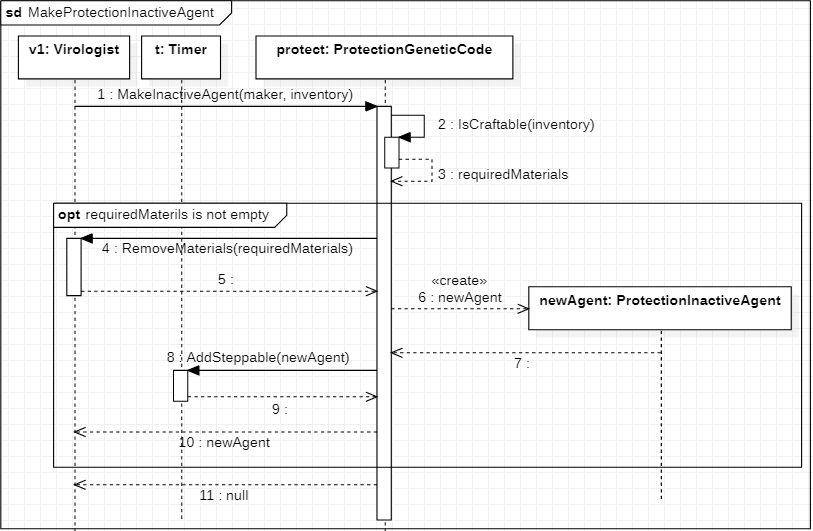 sd MakeProtectionInactiveAgent
v1: Virologist
t: Timer
protect: ProtectionGeneticCode
1 : MakeInactiveAgent(maker, inventory)
2 : IsCraftable(inventory)
3 : requiredMaterials
opt requiredMaterils is not empty
4 : RemoveMaterials(requiredMaterials)
5 :
«create»
6 : newAgent
newAgent: ProtectionInactiveAgent
7 :
8 : AddSteppable(newAgent)
9 :
10 : newAgent
11 : null